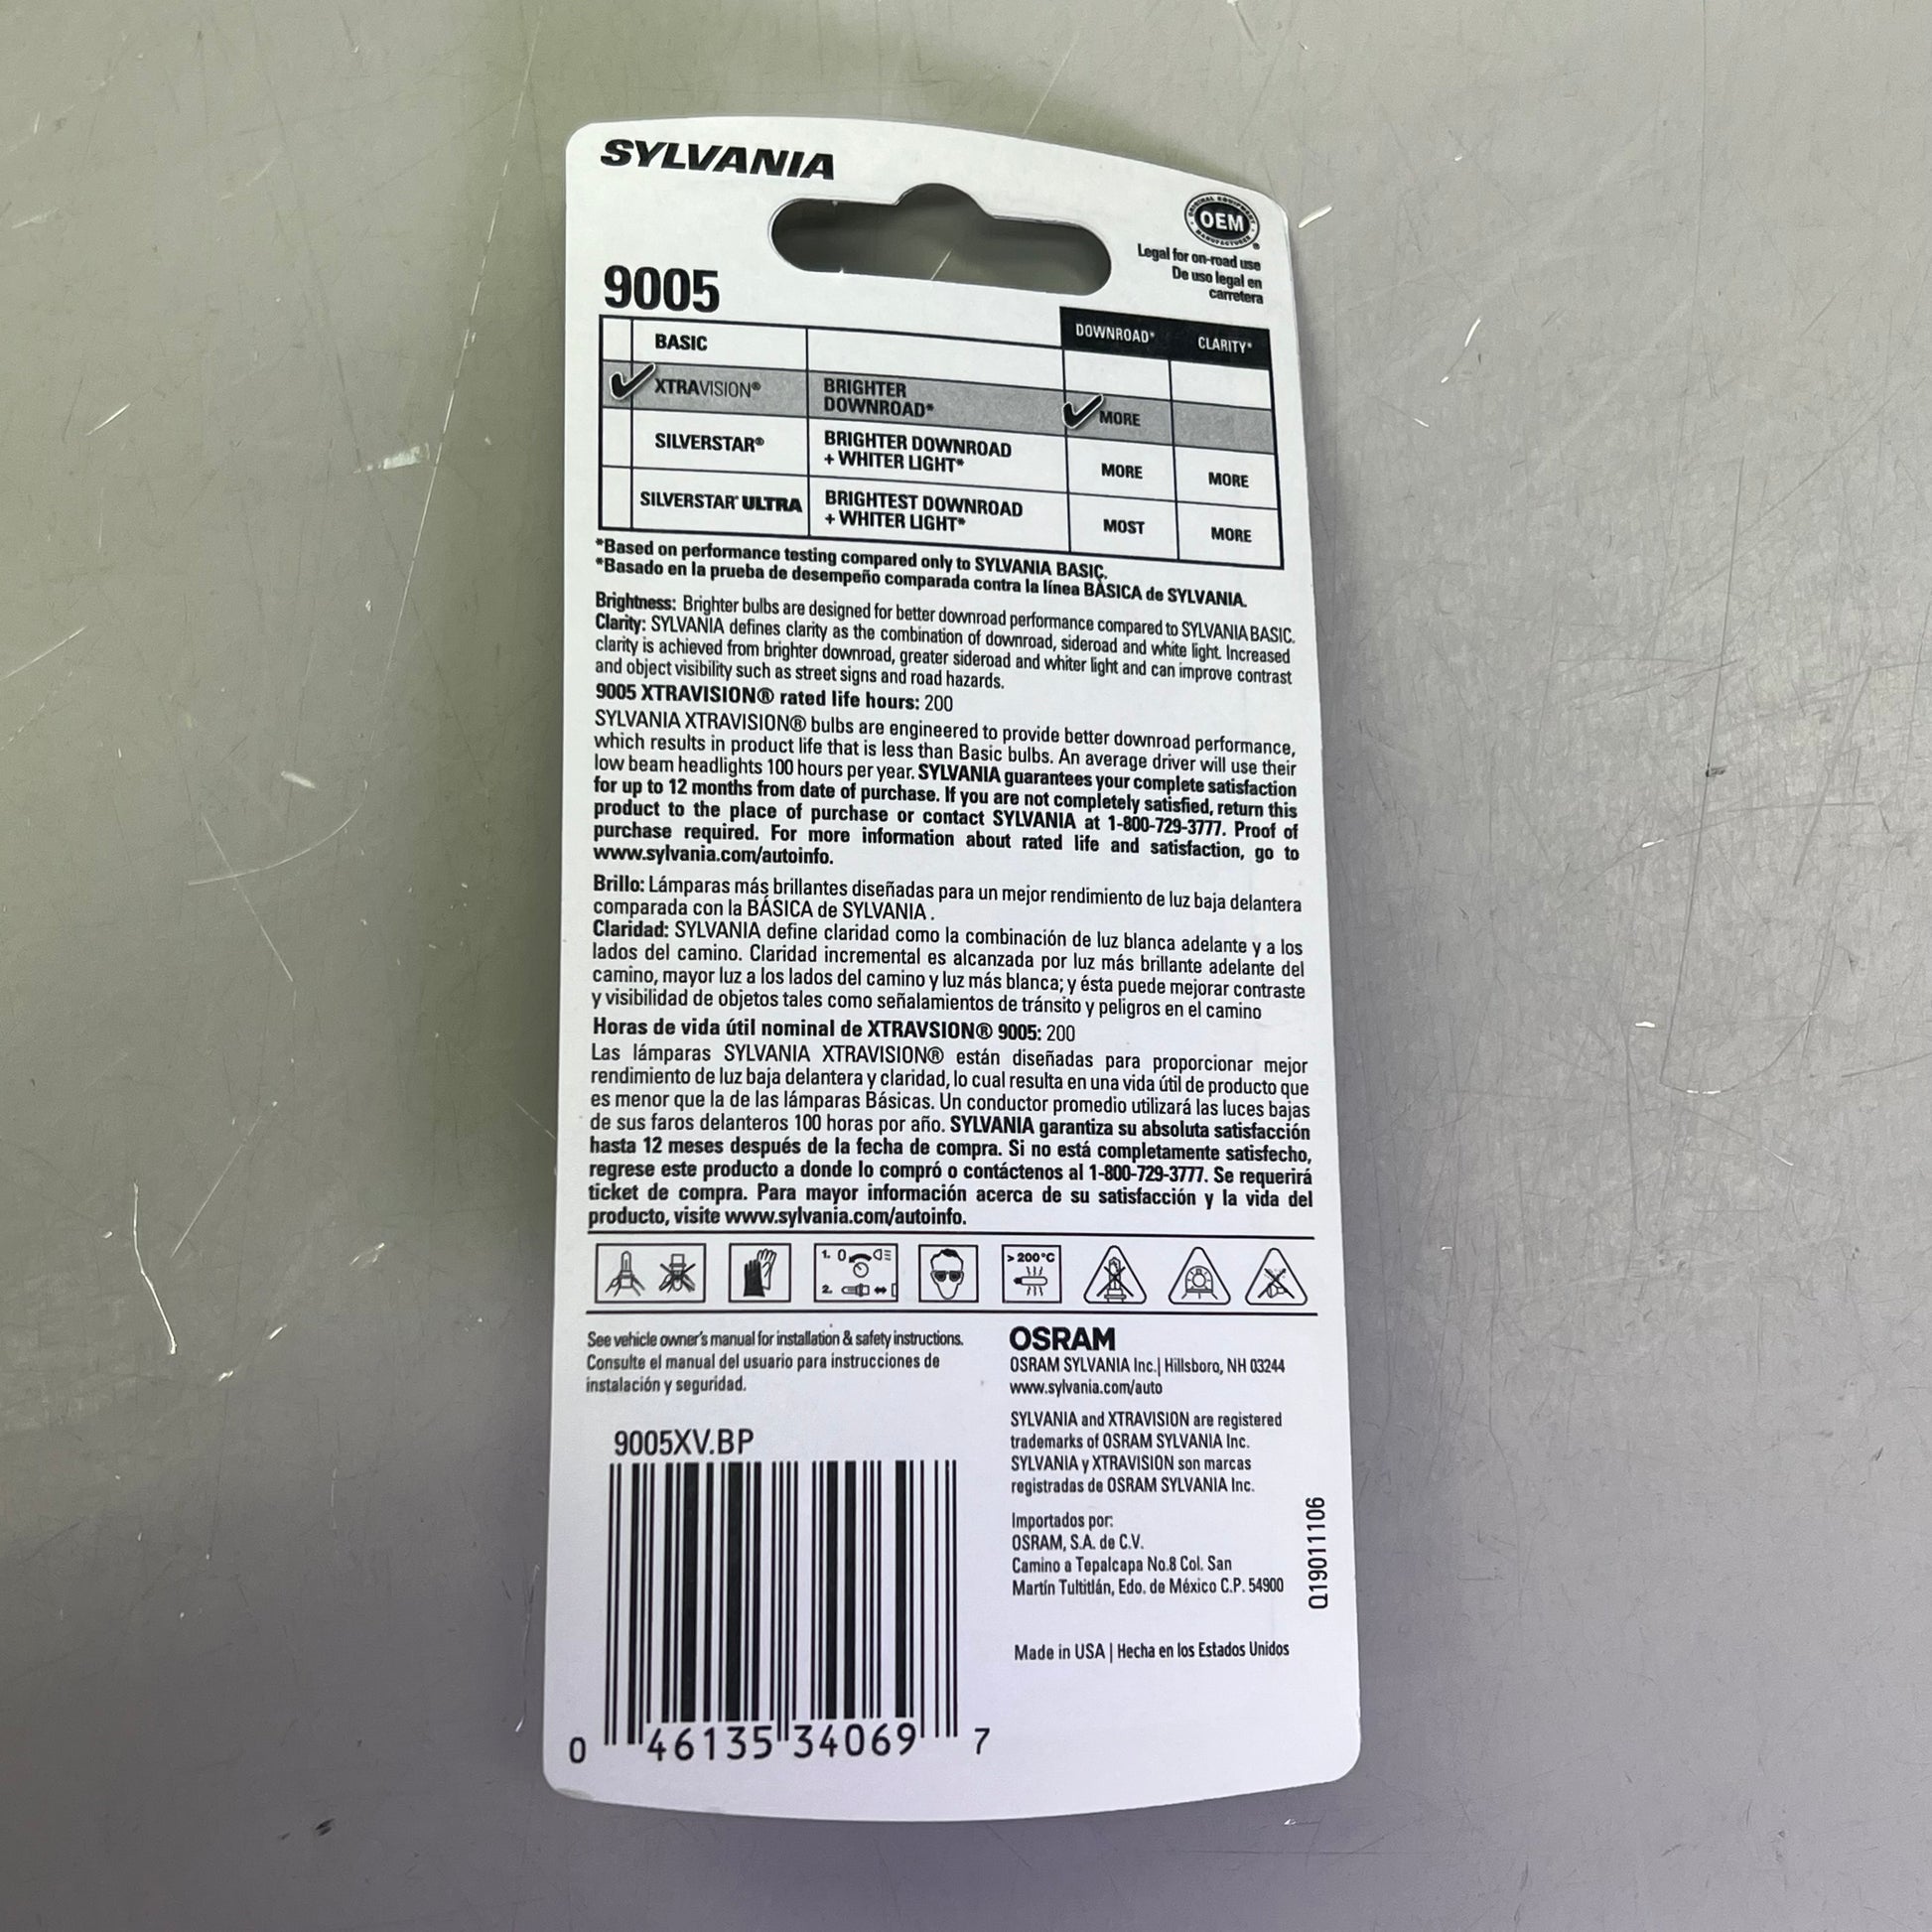 SYLVANIA
ORIGINAL EQUIPMENT
OEM
MANUFACTURER
®
Legal for on-road use
De uso legal en
carretera
9005
DOWNROAD* CLARITY*
BASIC
XTRAVISION® BRIGHTER DOWNROAD* MORE
SILVERSTAR® BRIGHTER DOWNROAD + WHITER LIGHT* MORE MORE
SILVERSTAR® ULTRA BRIGHTEST DOWNROAD + WHITER LIGHT* MOST MORE
*Based on performance testing compared only to SYLVANIA BASIC.
*Basado en la prueba de desempeño comparada contra la línea BÁSICA de SYLVANIA.
Brightness: Brighter bulbs are designed for better downroad performance compared to SYLVANIA BASIC.
Clarity: SYLVANIA defines clarity as the combination of downroad, sideroad and white light. Increased
clarity is achieved from brighter downroad, greater sideroad and whiter light and can improve contrast
and object visibility such as street signs and road hazards.
9005 XTRAVISION® rated life hours: 200
SYLVANIA XTRAVISION® bulbs are engineered to provide better downroad performance,
which results in product life that is less than Basic bulbs. An average driver will use their
low beam headlights 100 hours per year. SYLVANIA guarantees your complete satisfaction
for up to 12 months from date of purchase. If you are not completely satisfied, return this
product to the place of purchase or contact SYLVANIA at 1-800-729-3777. Proof of
purchase required. For more information about rated life and satisfaction, go to
www.sylvania.com/autoinfo.
Brillo: Lámparas más brillantes diseñadas para un mejor rendimiento de luz baja delantera
comparada con la BÁSICA de SYLVANIA .
Claridad: SYLVANIA define claridad como la combinación de luz blanca adelante y a los
lados del camino. Claridad incremental es alcanzada por luz más brillante adelante del
camino, mayor luz a los lados del camino y luz más blanca; y ésta puede mejorar contraste
y visibilidad de objetos tales como señalamientos de tránsito y peligros en el camino
Horas de vida útil nominal de XTRAVSION® 9005: 200
Las lámparas SYLVANIA XTRAVISION® están diseñadas para proporcionar mejor
rendimiento de luz baja delantera y claridad, lo cual resulta en una vida útil de producto que
es menor que la de las lámparas Básicas. Un conductor promedio utilizará las luces bajas
de sus faros delanteros 100 horas por año. SYLVANIA garantiza su absoluta satisfacción
hasta 12 meses después de la fecha de compra. Si no está completamente satisfecho,
regrese este producto a donde lo compró o contáctenos al 1-800-729-3777. Se requerirá
ticket de compra. Para mayor información acerca de su satisfacción y la vida del
producto, visite www.sylvania.com/autoinfo.
1. 0
2.
>200°C
See vehicle owner's manual for installation & safety instructions.
Consulte el manual del usuario para instrucciones de
instalación y seguridad.
9005XV.BP
0 46135 34069 7
OSRAM
OSRAM SYLVANIA Inc.| Hillsboro, NH 03244
www.sylvania.com/auto
SYLVANIA and XTRAVISION are registered
trademarks of OSRAM SYLVANIA Inc.
SYLVANIA y XTRAVISION son marcas
registradas de OSRAM SYLVANIA Inc.
Importados por:
OSRAM, S.A. de C.V.
Camino a Tepalcapa No.8 Col. San
Martín Tultitlán, Edo. de México C.P. 54900
Made in USA | Hecha en los Estados Unidos
Q19011106